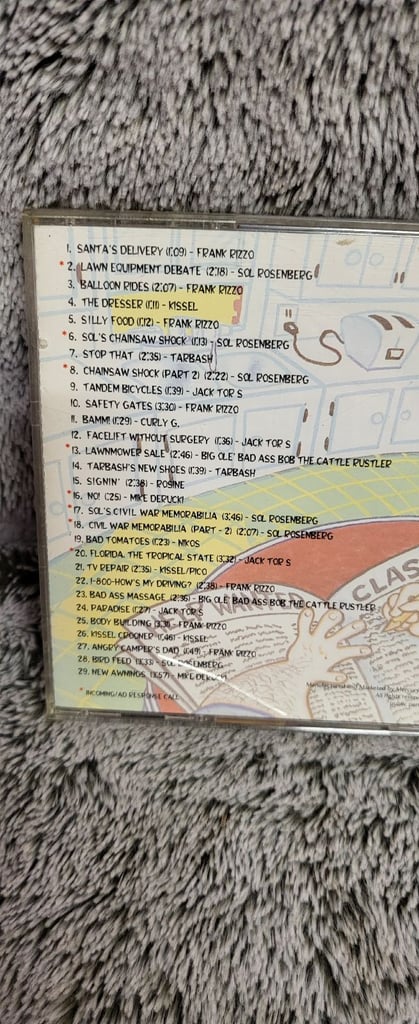 1. SANTA'S DELIVERY (1:09) - FRANK RIZZO
* 2. LAWN EQUIPMENT DEBATE (2:18) - SOL ROSENBERG
3. BALLOON RIDES (2:07) - FRANK RIZZO
4. THE DRESSER (1:11) - KISSEL
5. SILLY FOOD (1:12) - FRANK RIZZO
* 6. SOL'S CHAINSAW SHOCK (1:13) - SOL ROSENBERG
7. STOP THAT (2:35) - TARBASH
* 8. CHAINSAW SHOCK (PART 2) (2:22) - SOL ROSENBERG
9. TANDEM BICYCLES (1:39) - JACK TOR S
10. SAFETY GATES (3:30) - FRANK RIZZO
11. BAMM! (1:29) - CURLY G.
12. FACELIFT WITHOUT SURGERY (1:36) - JACK TOR S
* 13. LAWNMOWER SALE (2:46) - BIG OLE' BAD ASS BOB THE CATTLE RUSTLER
14. TARBASH'S NEW SHOES (1:39) - TARBASH
15. SIGNIN' (2:38) - ROSINE
* 16. NO! (:25) - MIKE DERUCKI
* 17. SOL'S CIVIL WAR MEMORABILIA (3:46) - SOL ROSENBERG
* 18. CIVIL WAR MEMORABILIA (PART - 2) (2:07) - SOL ROSENBERG
19. BAD TOMATOES (1:23) - NIKOS
* 20. FLORIDA, THE TROPICAL STATE (3:32) - JACK TOR S
21. TV REPAIR (2:35) - KISSEL/PICO
22. 1-800-HOW'S MY DRIVING? (2:38) - FRANK RIZZO
23. BAD ASS MASSAGE (2:36) - BIG OLE' BAD ASS BOB THE CATTLE RUSTLER
24. PARADISE (1:27) - JACK TOR S
25. BODY BUILDING (3:31) - FRANK RIZZO
26. KISSEL CROONER (:46) - KISSEL
27. ANGRY CAMPER'S DAD (1:49) - FRANK RIZZO
28. BIRD FEED (1:33) - SOL ROSENBERG
29. NEW AWNINGS (1:57) - MIKE DERUCKI
* INCOMING/AD RESPONSE CALL
WANTED
CLAS
Manufactured and Marketed by
All Rights